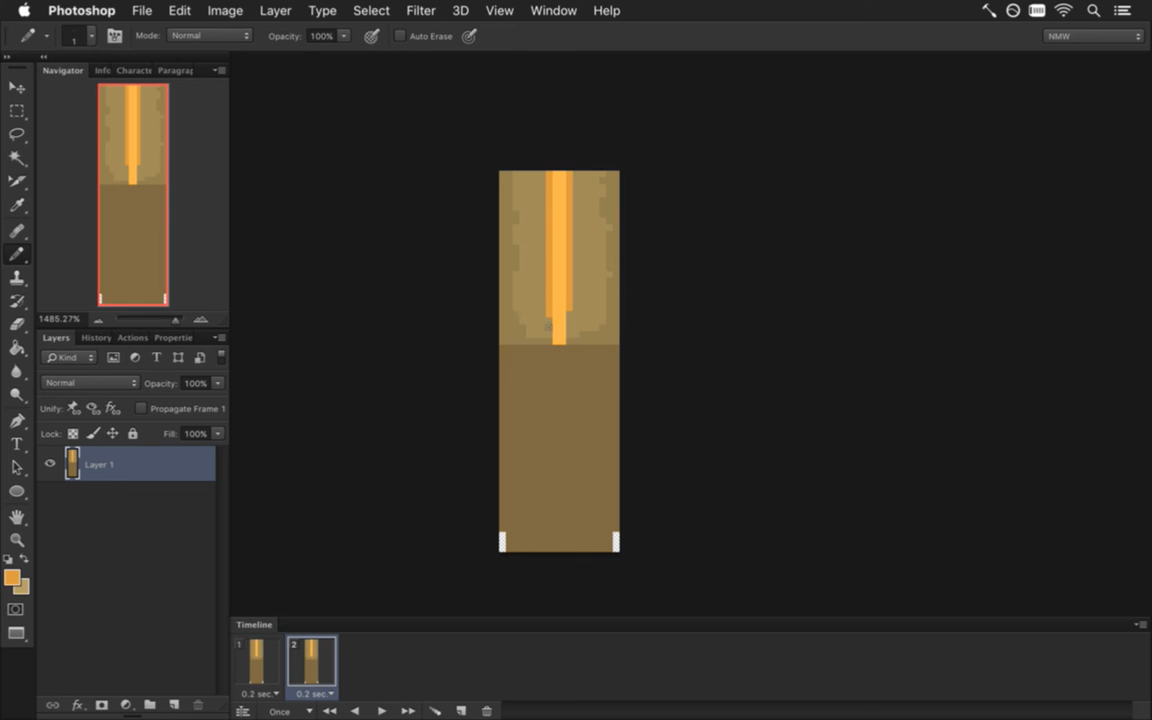 Photoshop File Edit Image Layer Type Select Filter 3D View Window Help
1 Mode: Normal Opacity: 100% Auto Erase NMW
Navigator Info Characte Paragrap
1485.27%
Layers History Actions Propertie
Kind
Normal Opacity: 100%
Unify: Propagate Frame 1
Lock: Fill: 100%
Layer 1
Timeline
1 2
0.2 sec. 0.2 sec.
Once